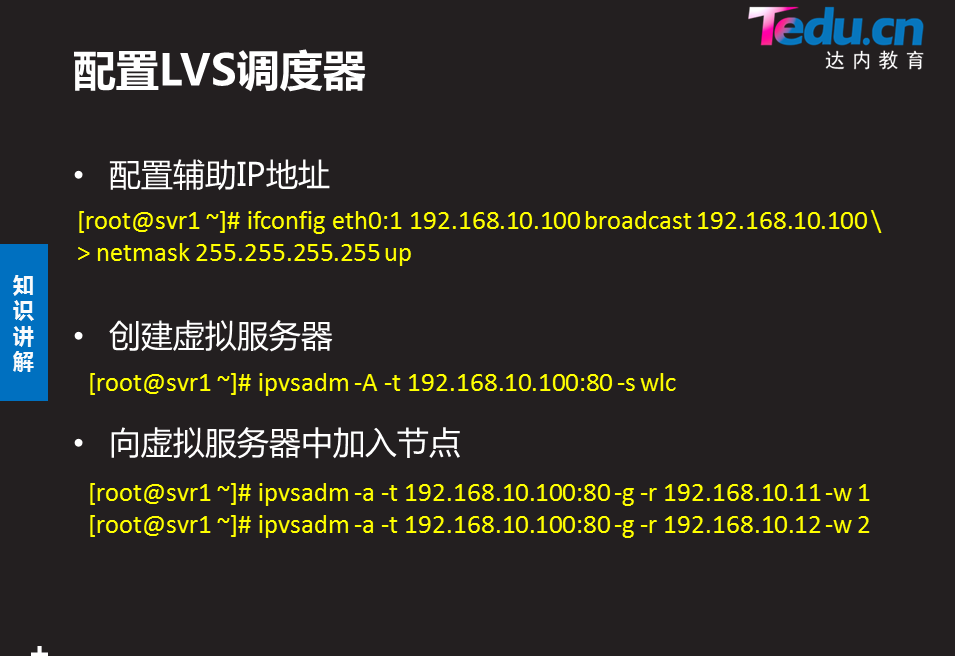 Tedu.cn
达内教育
配置LVS调度器
• 配置辅助IP地址
[root@svr1 ~]# ifconfig eth0:1 192.168.10.100 broadcast 192.168.10.100 \
> netmask 255.255.255.255 up
知识讲解
• 创建虚拟服务器
[root@svr1 ~]# ipvsadm -A -t 192.168.10.100:80 -s wlc
• 向虚拟服务器中加入节点
[root@svr1 ~]# ipvsadm -a -t 192.168.10.100:80 -g -r 192.168.10.11 -w 1
[root@svr1 ~]# ipvsadm -a -t 192.168.10.100:80 -g -r 192.168.10.12 -w 2